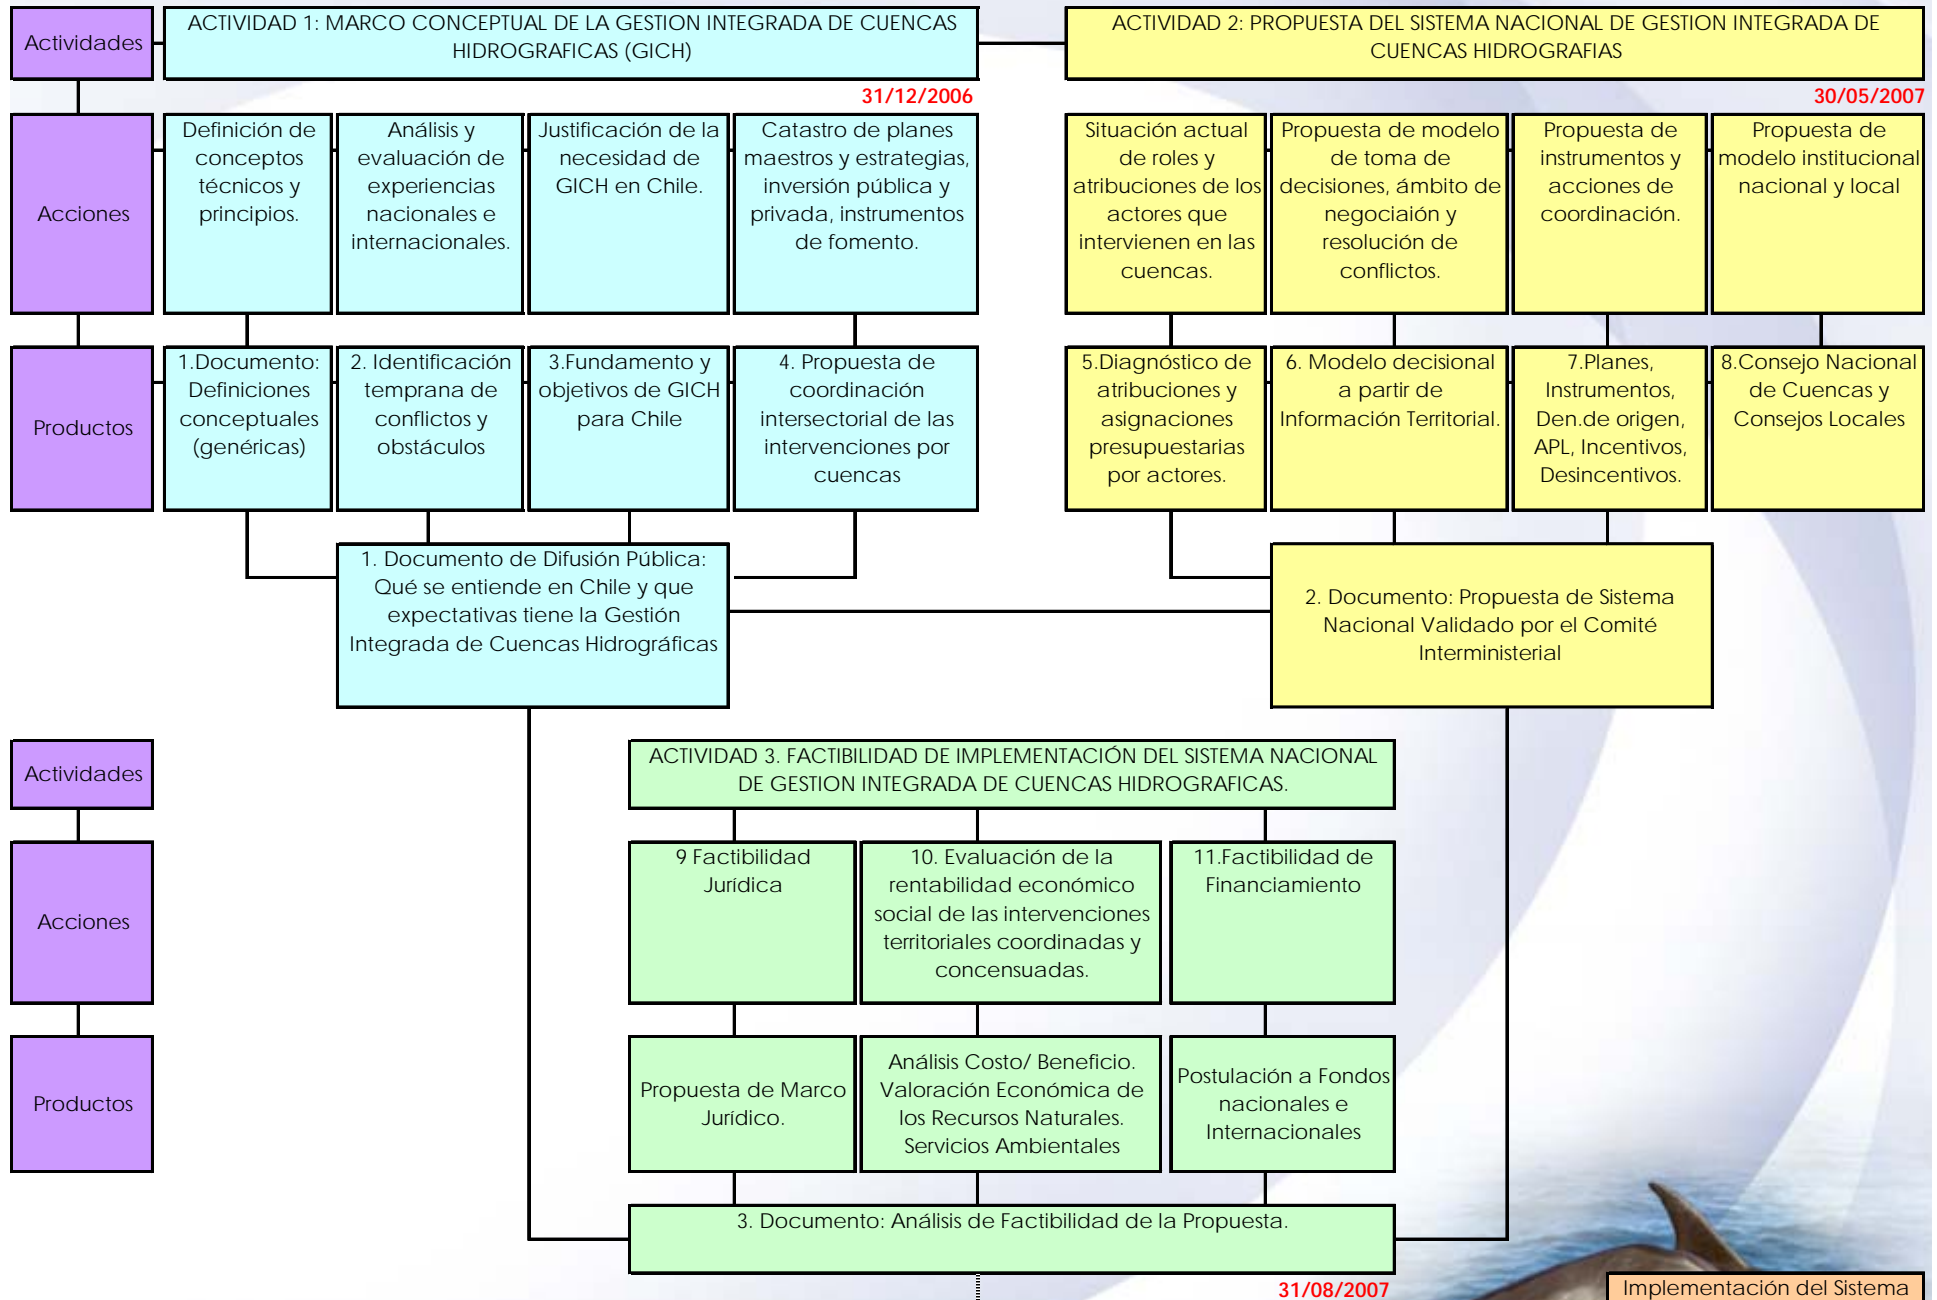 Actividades
ACTIVIDAD 1: MARCO CONCEPTUAL DE LA GESTION INTEGRADA DE CUENCAS
HIDROGRAFICAS (GICH)
ACTIVIDAD 2: PROPUESTA DEL SISTEMA NACIONAL DE GESTION INTEGRADA DE
CUENCAS HIDROGRAFIAS
31/12/2006
30/05/2007
Acciones
Definición de
conceptos
técnicos y
principios.
Análisis y
evaluación de
experiencias
nacionales e
internacionales.
Justificación de la
necesidad de
GICH en Chile.
Catastro de planes
maestros y estrategias,
inversión pública y
privada, instrumentos
de fomento.
Situación actual
de roles y
atribuciones de los
actores que
intervienen en las
cuencas.
Propuesta de modelo
de toma de
decisiones, ámbito de
negociaión y
resolución de
conflictos.
Propuesta de
instrumentos y
acciones de
coordinación.
Propuesta de
modelo institucional
nacional y local
Productos
1.Documento:
Definiciones
conceptuales
(genéricas)
2. Identificación
temprana de
conflictos y
obstáculos
3.Fundamento y
objetivos de GICH
para Chile
4. Propuesta de
coordinación
intersectorial de las
intervenciones por
cuencas
5.Diagnóstico de
atribuciones y
asignaciones
presupuestarias
por actores.
6. Modelo decisional
a partir de
Información Territorial.
7.Planes,
Instrumentos,
Den.de origen,
APL, Incentivos,
Desincentivos.
8.Consejo Nacional
de Cuencas y
Consejos Locales
1. Documento de Difusión Pública:
Qué se entiende en Chile y que
expectativas tiene la Gestión
Integrada de Cuencas Hidrográficas
2. Documento: Propuesta de Sistema
Nacional Validado por el Comité
Interministerial
Actividades
ACTIVIDAD 3. FACTIBILIDAD DE IMPLEMENTACIÓN DEL SISTEMA NACIONAL
DE GESTION INTEGRADA DE CUENCAS HIDROGRAFICAS.
Acciones
9 Factibilidad
Jurídica
10. Evaluación de la
rentabilidad económico
social de las intervenciones
territoriales coordinadas y
concensuadas.
11.Factibilidad de
Financiamiento
Productos
Propuesta de Marco
Jurídico.
Análisis Costo/ Beneficio.
Valoración Económica de
los Recursos Naturales.
Servicios Ambientales
Postulación a Fondos
nacionales e
Internacionales
3. Documento: Análisis de Factibilidad de la Propuesta.
31/08/2007
Implementación del Sistema